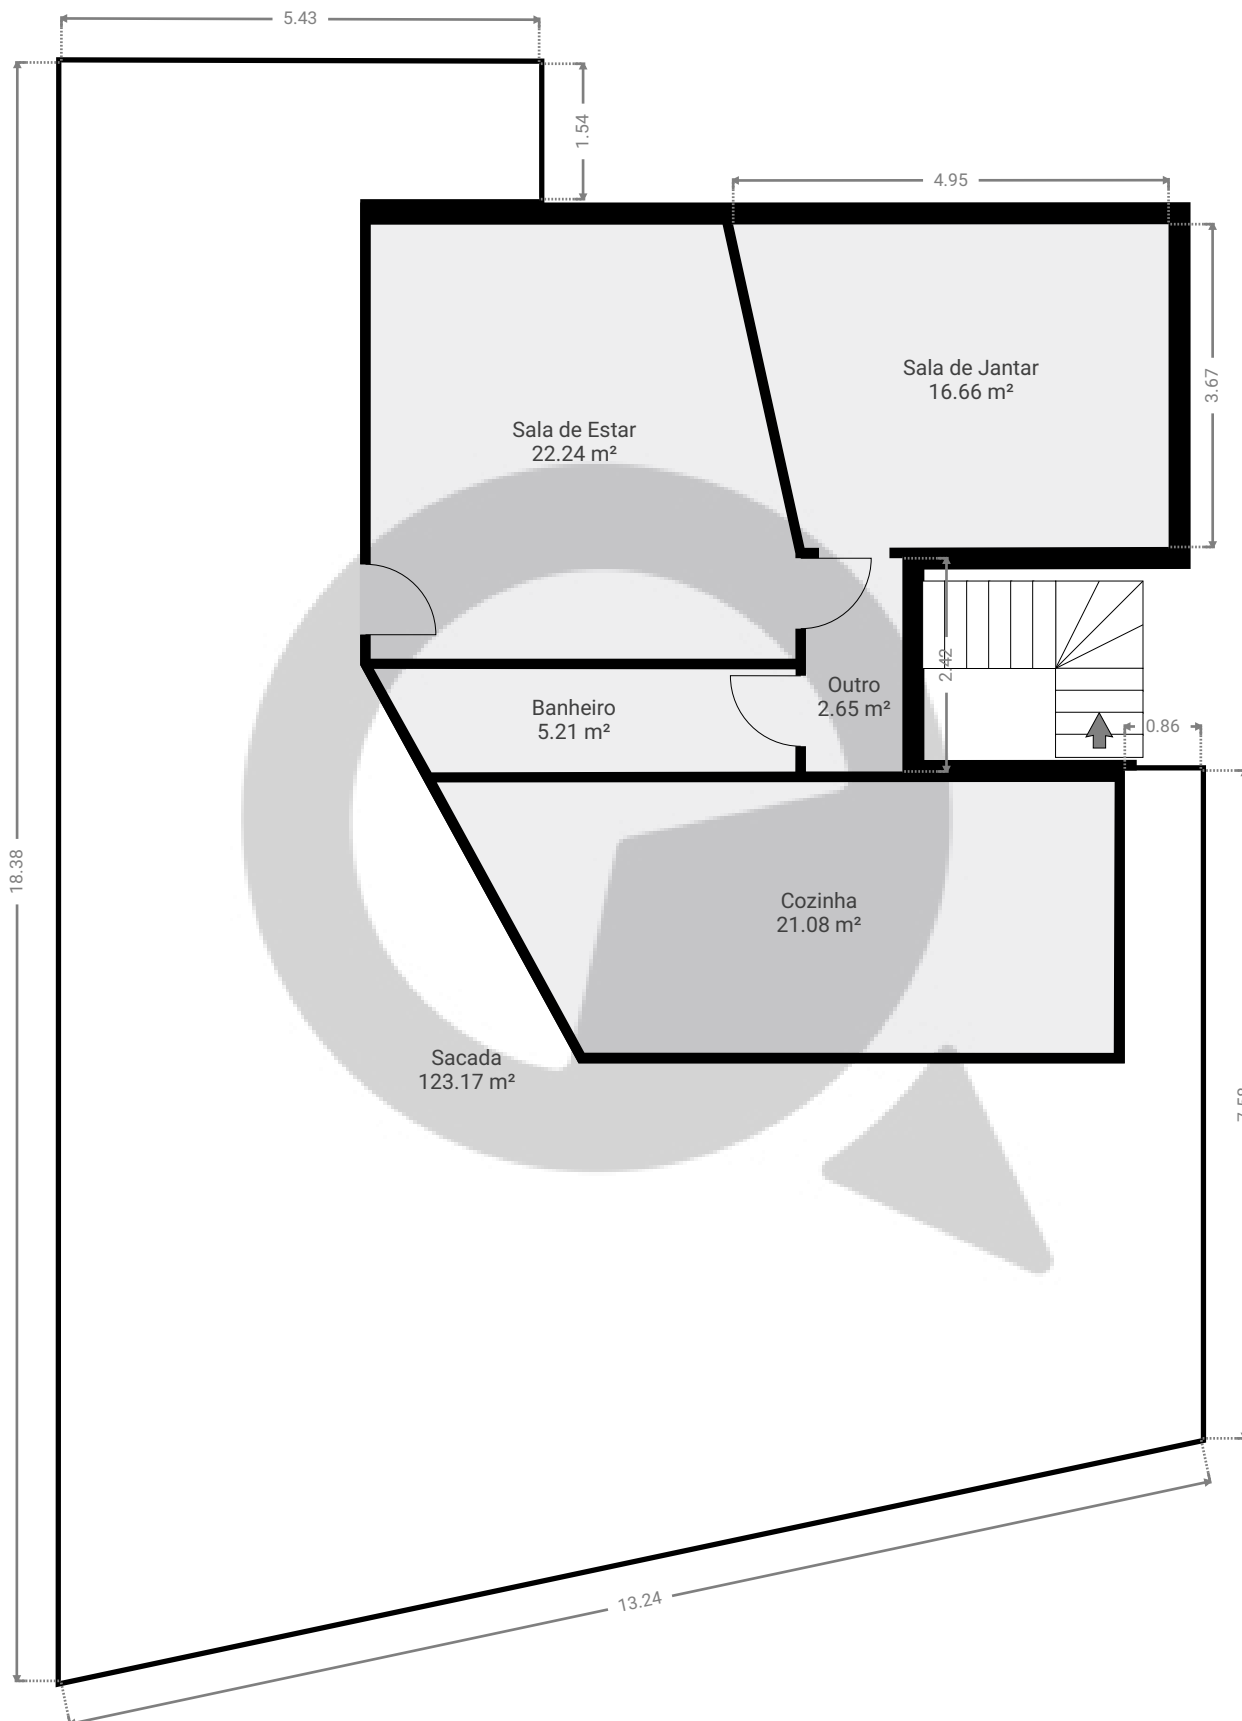 5.43
1.54
4.95
Sala de Jantar
16.66 m²
3.67
Sala de Estar
22.24 m²
2.42
Outro
2.65 m²
Banheiro
5.21 m²
0.86
18.38
Cozinha
21.08 m²
Sacada
123.17 m²
13.24